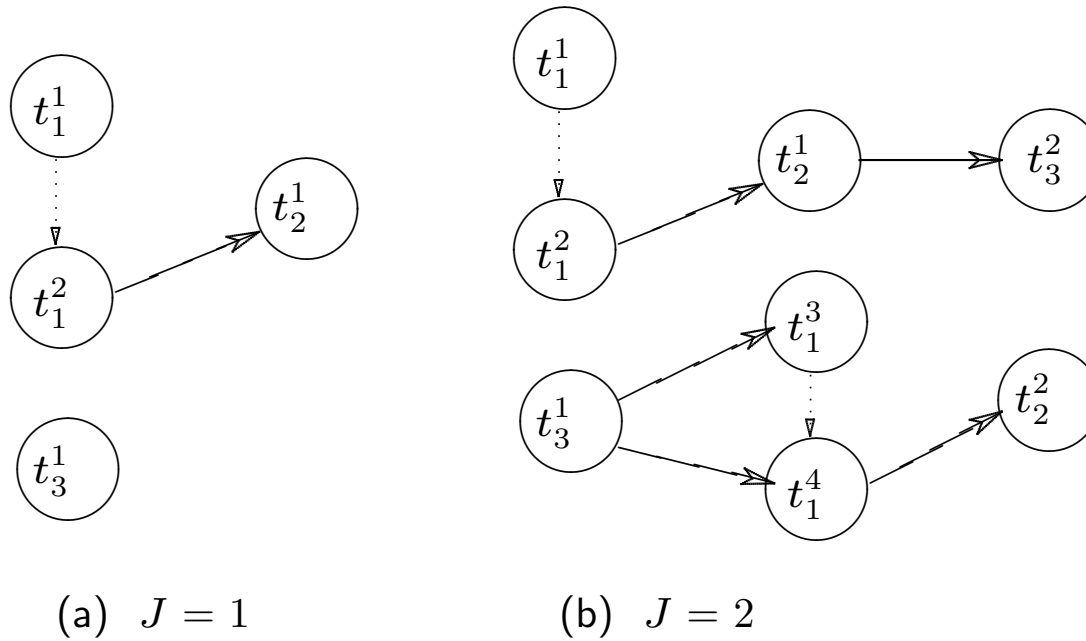 t_1^1
t_1^2
t_2^1
t_3^1
(a) J = 1
t_1^1
t_1^2
t_2^1
t_3^2
t_3^1
t_1^3
t_1^4
t_2^2
(b) J = 2